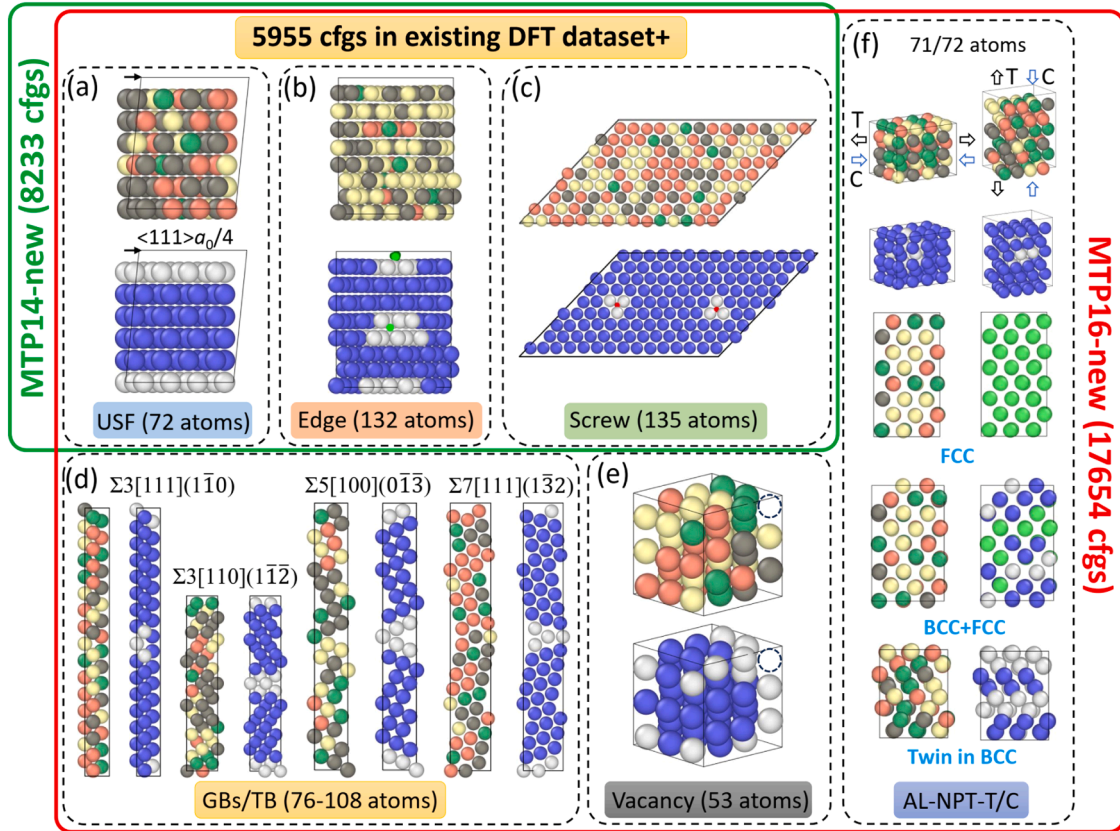 MTP14-new (8233 cfgs)
5955 cfgs in existing DFT dataset+
(a)
<111>a₀/4
USF (72 atoms)
(b)
Edge (132 atoms)
(c)
Screw (135 atoms)
(d)
Σ3[111](11̅0)
Σ3[110](11̅2̅)
Σ5[100](01̅3̅)
Σ7[111](13̅2)
GBs/TB (76-108 atoms)
(e)
Vacancy (53 atoms)
(f)
71/72 atoms
T C
T
C
FCC
BCC+FCC
Twin in BCC
AL-NPT-T/C
MTP16-new (17654 cfgs)